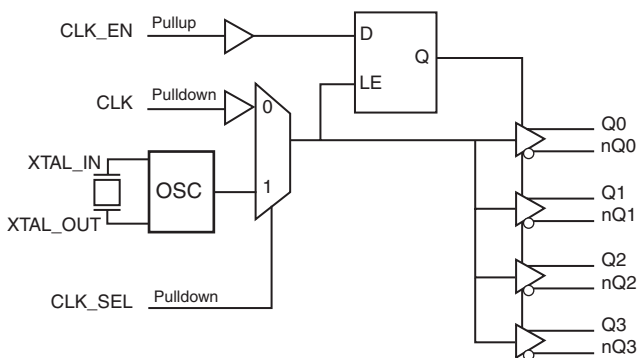 CLK_EN Pullup
D
Q
LE
CLK Pulldown
0
XTAL_IN
OSC
1
XTAL_OUT
CLK_SEL Pulldown
Q0
nQ0
Q1
nQ1
Q2
nQ2
Q3
nQ3